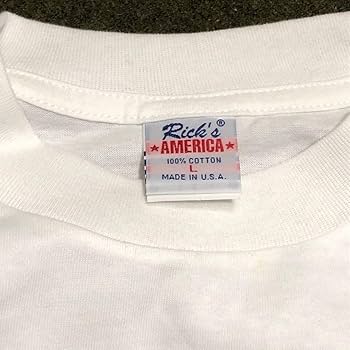 Rick's®
★AMERICA★
100% COTTON
L
MADE IN U.S.A.